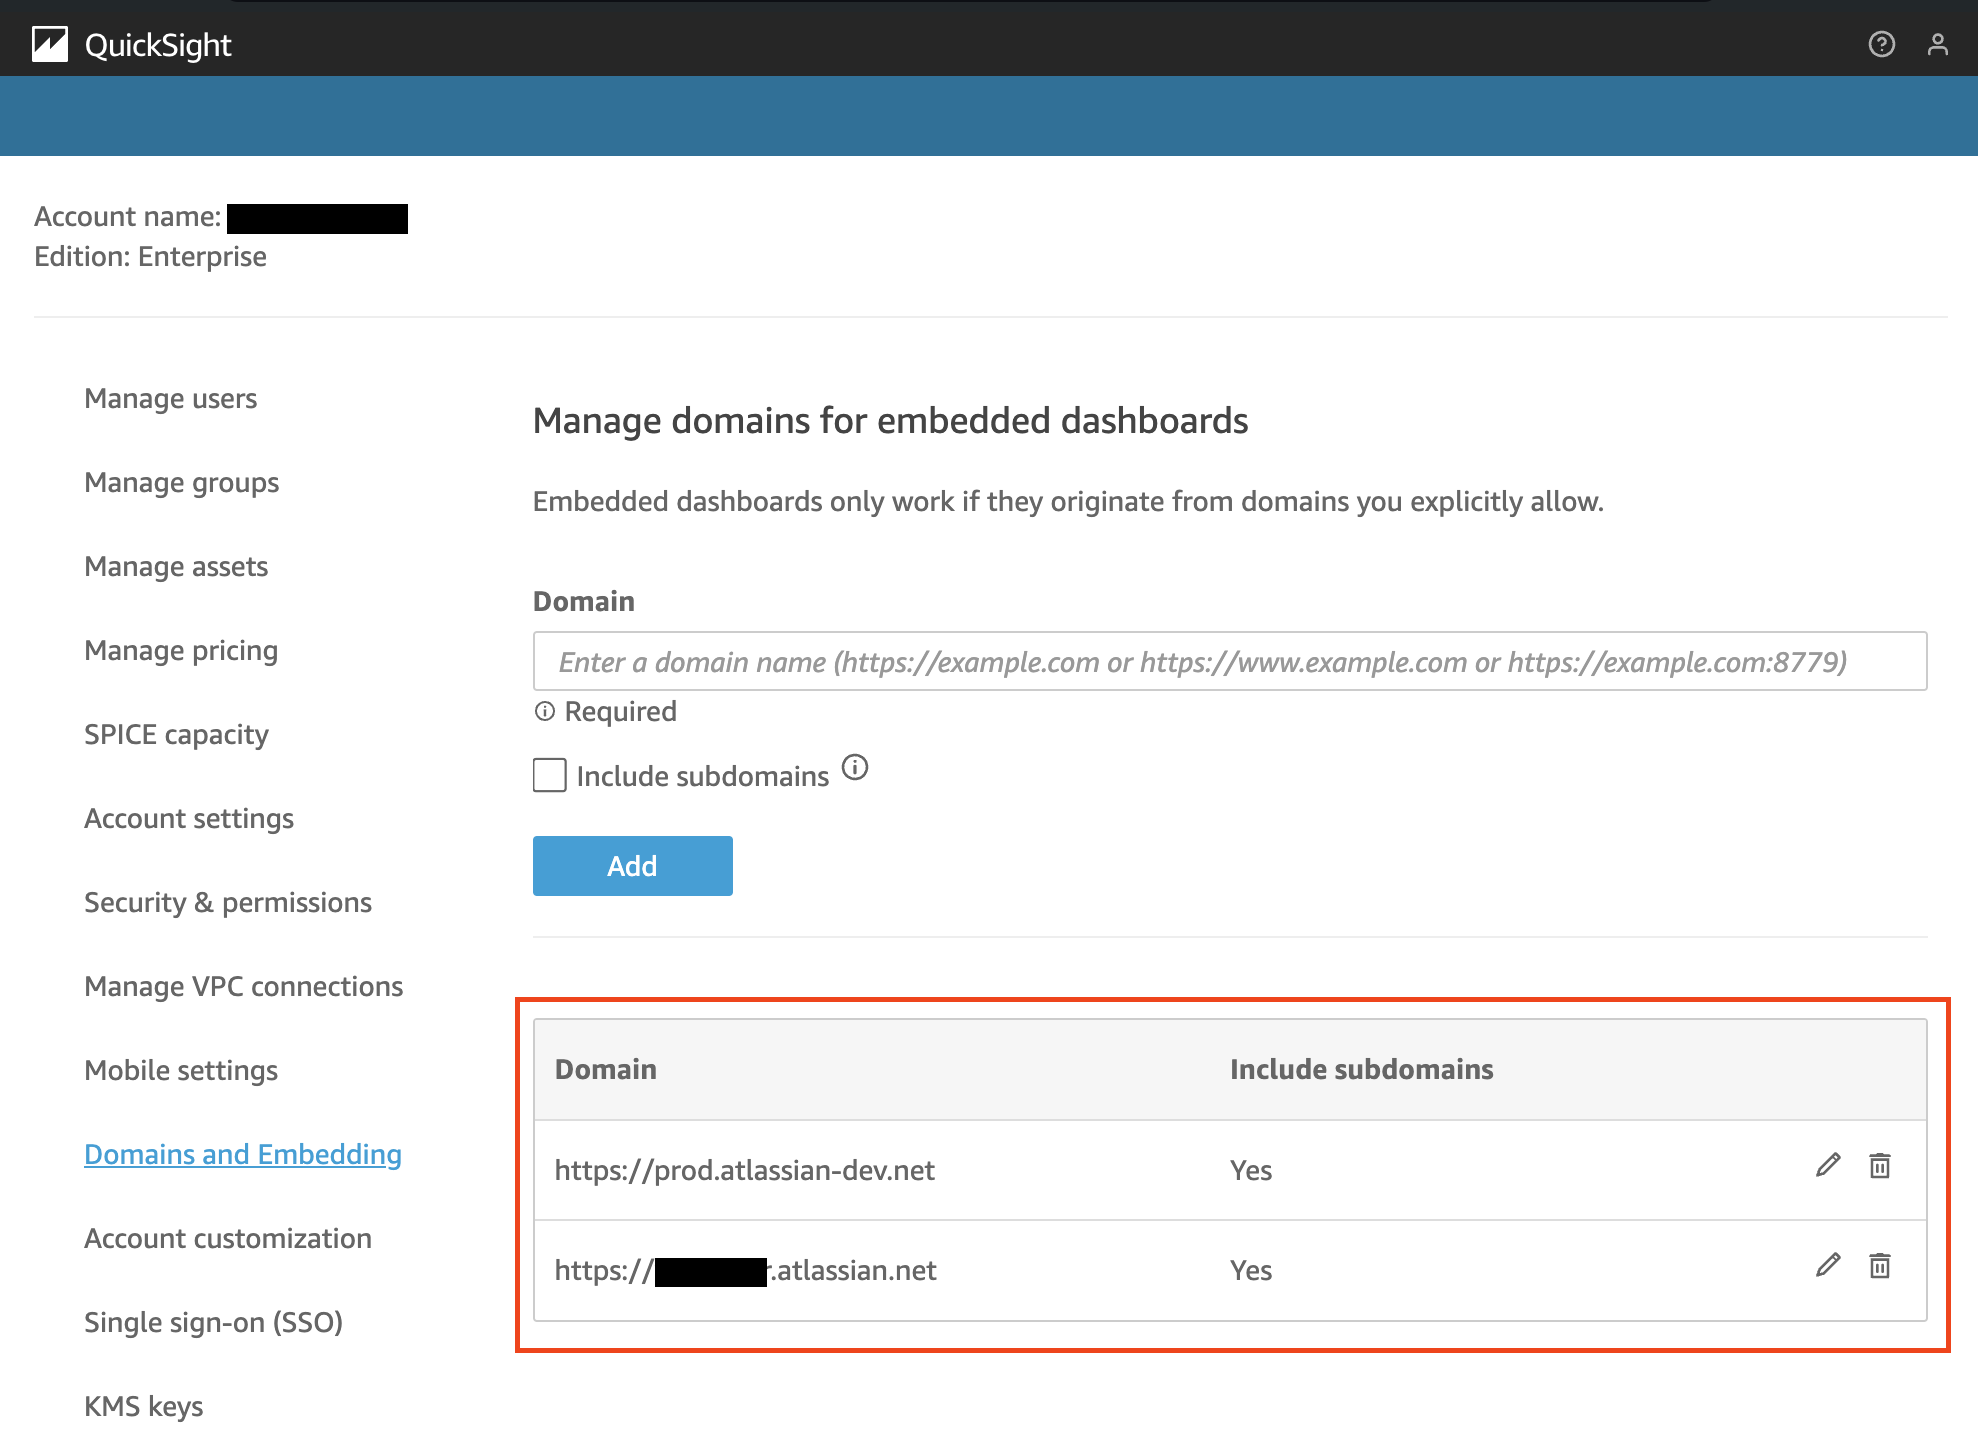 QuickSight
Account name:
Edition: Enterprise
Manage users
Manage groups
Manage assets
Manage pricing
SPICE capacity
Account settings
Security & permissions
Manage VPC connections
Mobile settings
Domains and Embedding
Account customization
Single sign-on (SSO)
KMS keys
Manage domains for embedded dashboards
Embedded dashboards only work if they originate from domains you explicitly allow.
Domain
Enter a domain name (https://example.com or https://www.example.com or https://example.com:8779)
Required
Include subdomains
Add
Domain Include subdomains
https://prod.atlassian-dev.net Yes
https:// .atlassian.net Yes